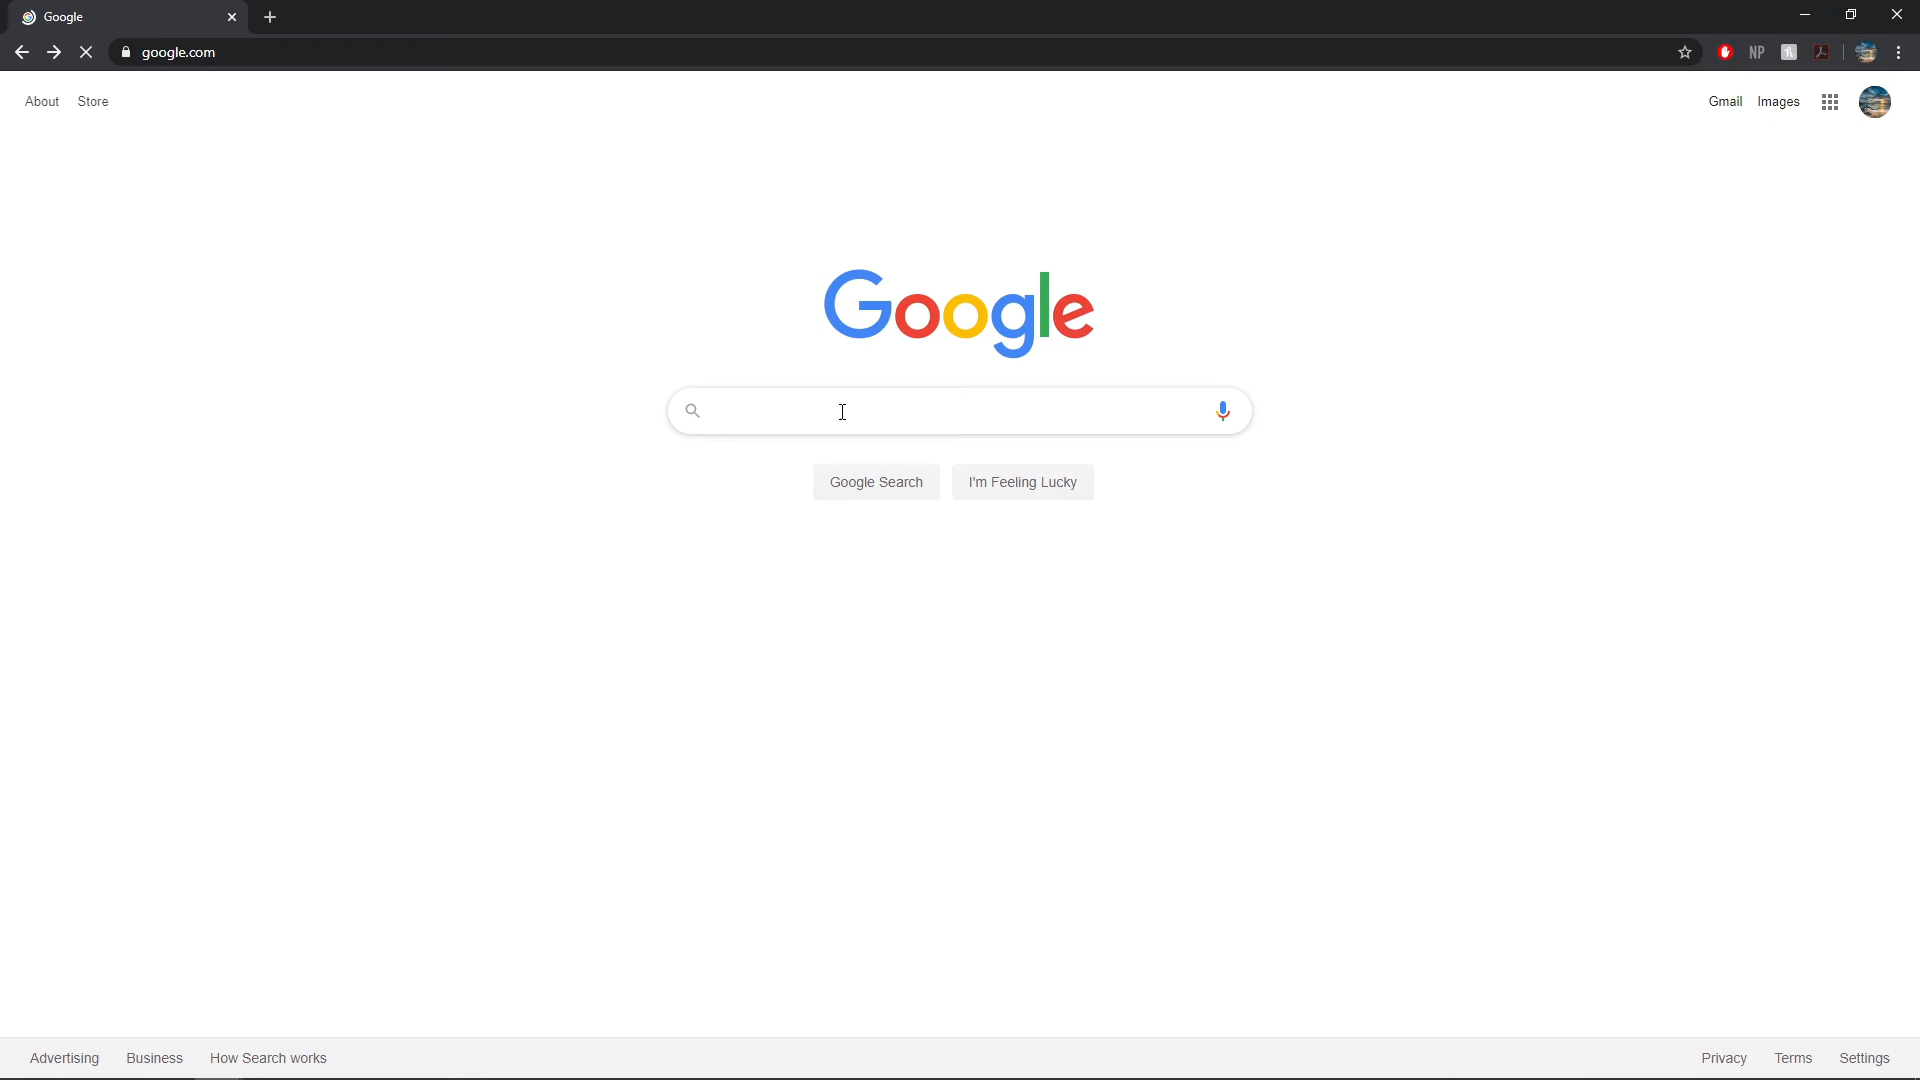 Google
google.com
NP
About Store
Gmail Images
Google
Google Search I'm Feeling Lucky
Advertising Business How Search works
Privacy Terms Settings